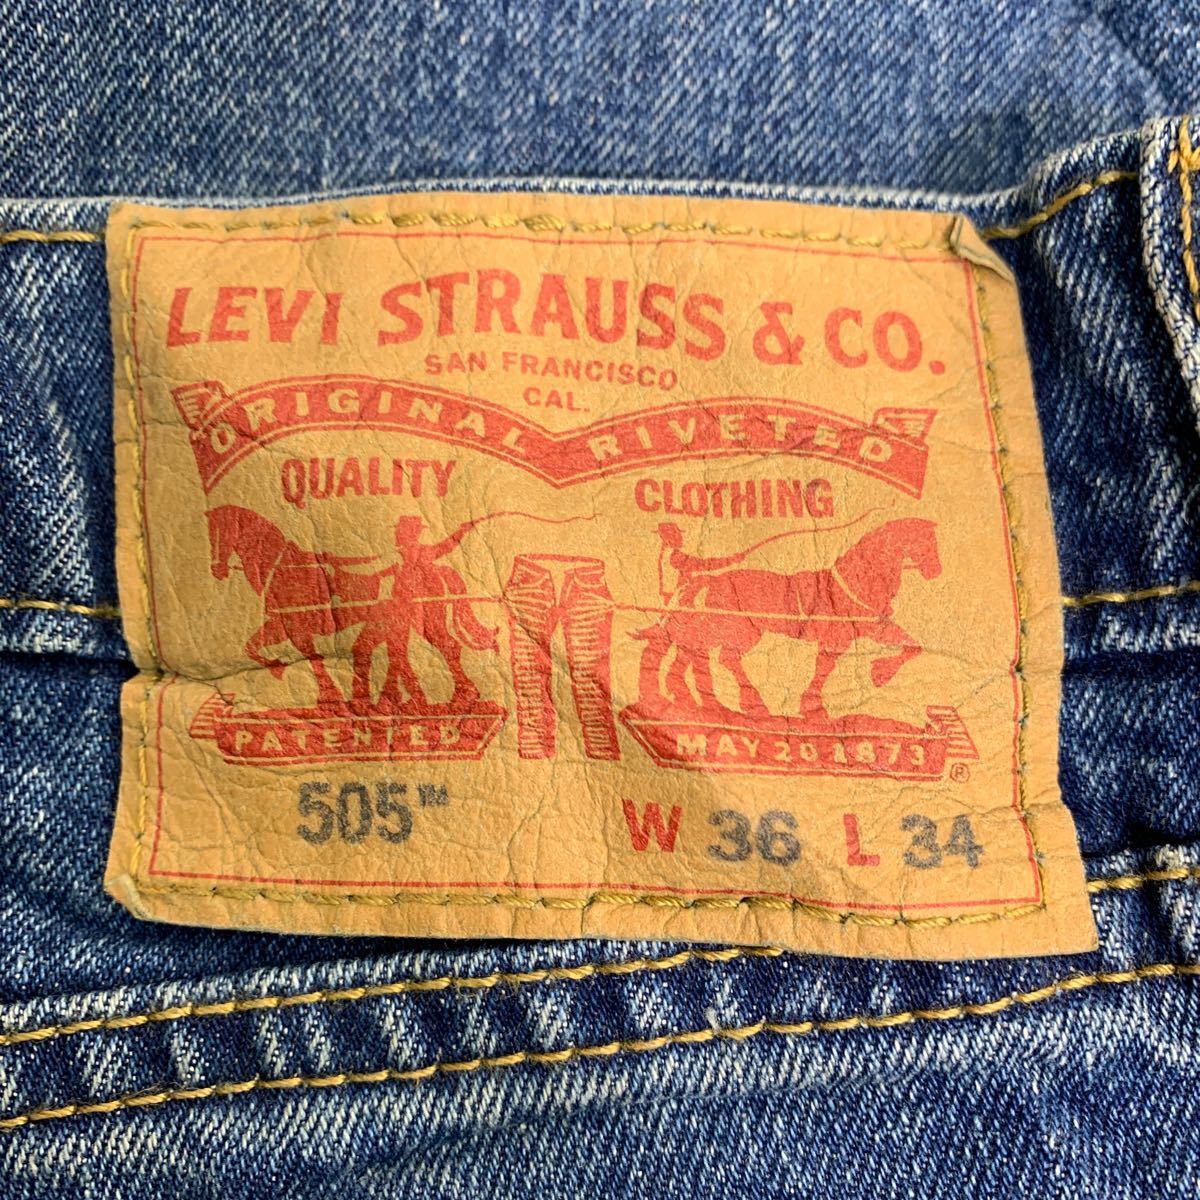 LEVI STRAUSS & CO.
SAN FRANCISCO
CAL.
ORIGINAL RIVETED
QUALITY CLOTHING
PATENTED MAY 20 1873 ®
505™ W 36 L 34